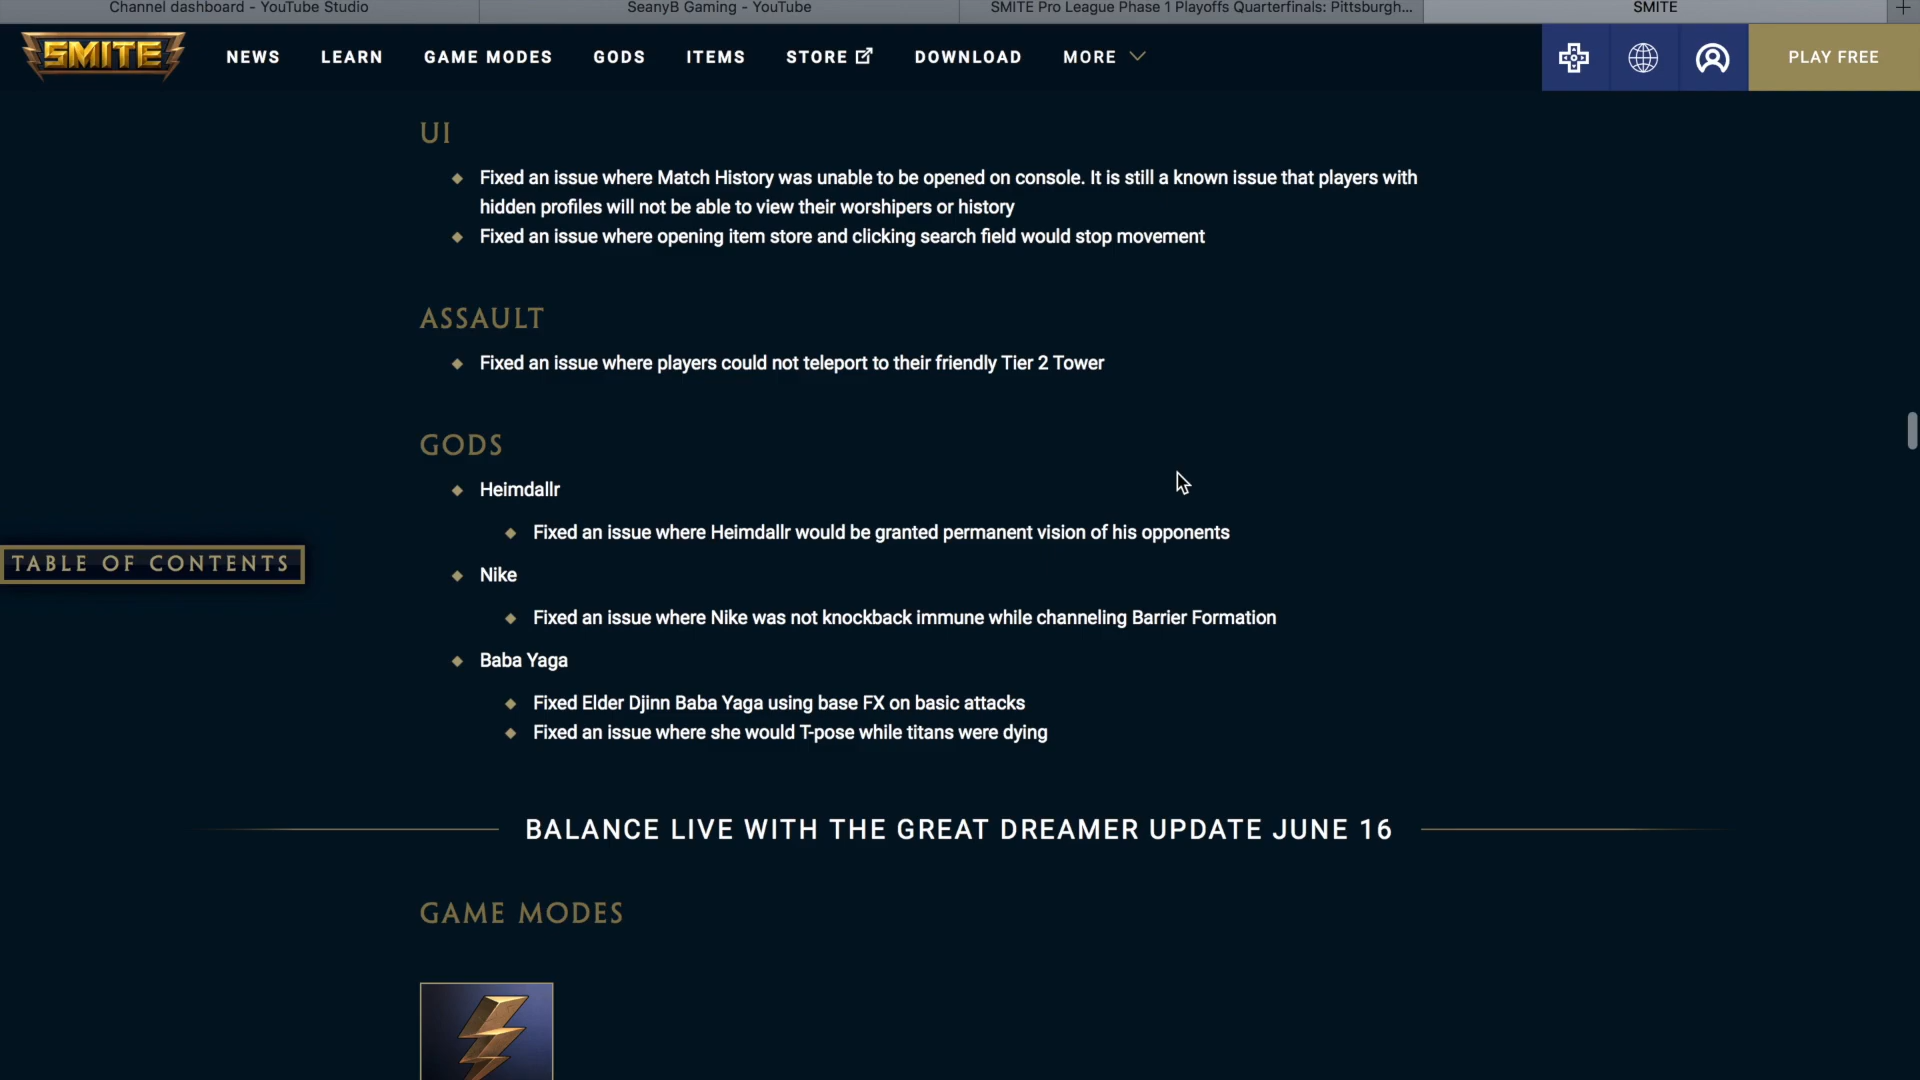 Channel dashboard - YouTube Studio
SeanyB Gaming - YouTube
SMITE Pro League Phase 1 Playoffs Quarterfinals: Pittsburgh...
SMITE
SMITE
NEWS
LEARN
GAME MODES
GODS
ITEMS
STORE
DOWNLOAD
MORE
PLAY FREE
UI
Fixed an issue where Match History was unable to be opened on console. It is still a known issue that players with
hidden profiles will not be able to view their worshipers or history
Fixed an issue where opening item store and clicking search field would stop movement
ASSAULT
Fixed an issue where players could not teleport to their friendly Tier 2 Tower
GODS
Heimdallr
Fixed an issue where Heimdallr would be granted permanent vision of his opponents
TABLE OF CONTENTS
Nike
Fixed an issue where Nike was not knockback immune while channeling Barrier Formation
Baba Yaga
Fixed Elder Djinn Baba Yaga using base FX on basic attacks
Fixed an issue where she would T-pose while titans were dying
BALANCE LIVE WITH THE GREAT DREAMER UPDATE JUNE 16
GAME MODES